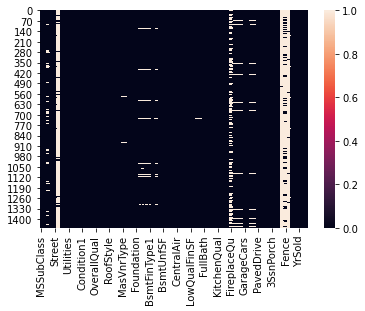 0
70
140
210
280
350
420
490
560
630
700
770
840
910
980
1050
1120
1190
1260
1330
1400
MSSubClass
Street
Utilities
Condition1
OverallQual
RoofStyle
MasVnrType
Foundation
BsmtFinType1
BsmtUnfSF
CentralAir
LowQualFinSF
FullBath
KitchenQual
FireplaceQu
GarageCars
PavedDrive
3SsnPorch
Fence
YrSold
1.0
0.8
0.6
0.4
0.2
0.0